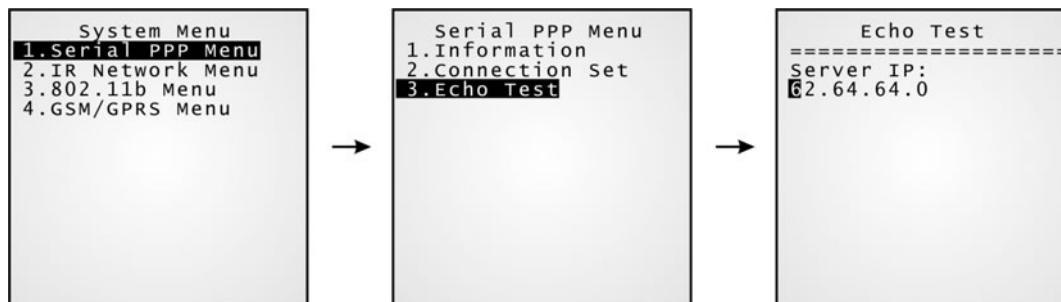 System Menu
1.Serial PPP Menu
2.IR Network Menu
3.802.11b Menu
4.GSM/GPRS Menu
Serial PPP Menu
1.Information
2.Connection Set
3.Echo Test
Echo Test
====================
Server IP:
62.64.64.0